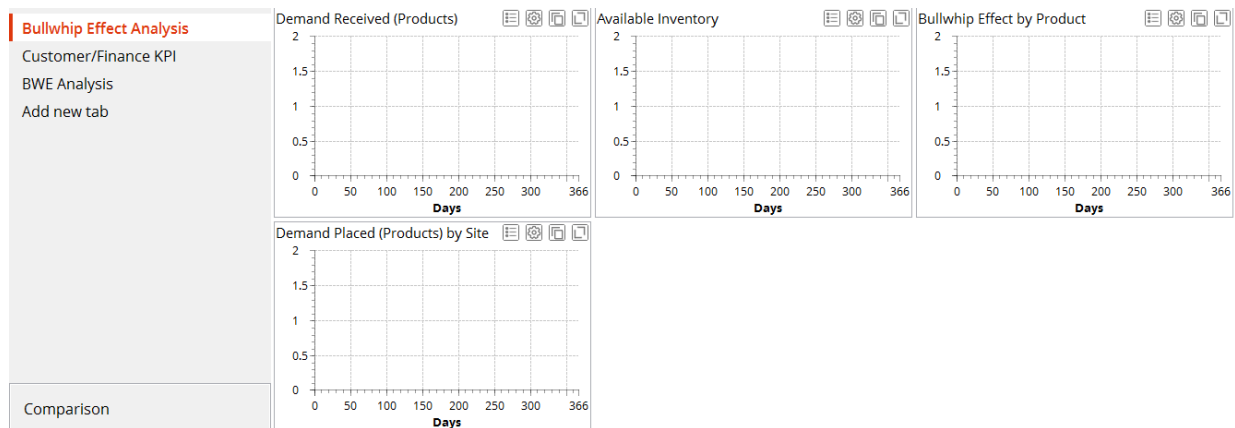 Bullwhip Effect Analysis
Customer/Finance KPI
BWE Analysis
Add new tab
Comparison
Demand Received (Products)
2
1.5
1
0.5
0
0 50 100 150 200 250 300 366
Days
Available Inventory
2
1.5
1
0.5
0
0 50 100 150 200 250 300 366
Days
Bullwhip Effect by Product
2
1.5
1
0.5
0
0 50 100 150 200 250 300 366
Days
Demand Placed (Products) by Site
2
1.5
1
0.5
0
0 50 100 150 200 250 300 366
Days